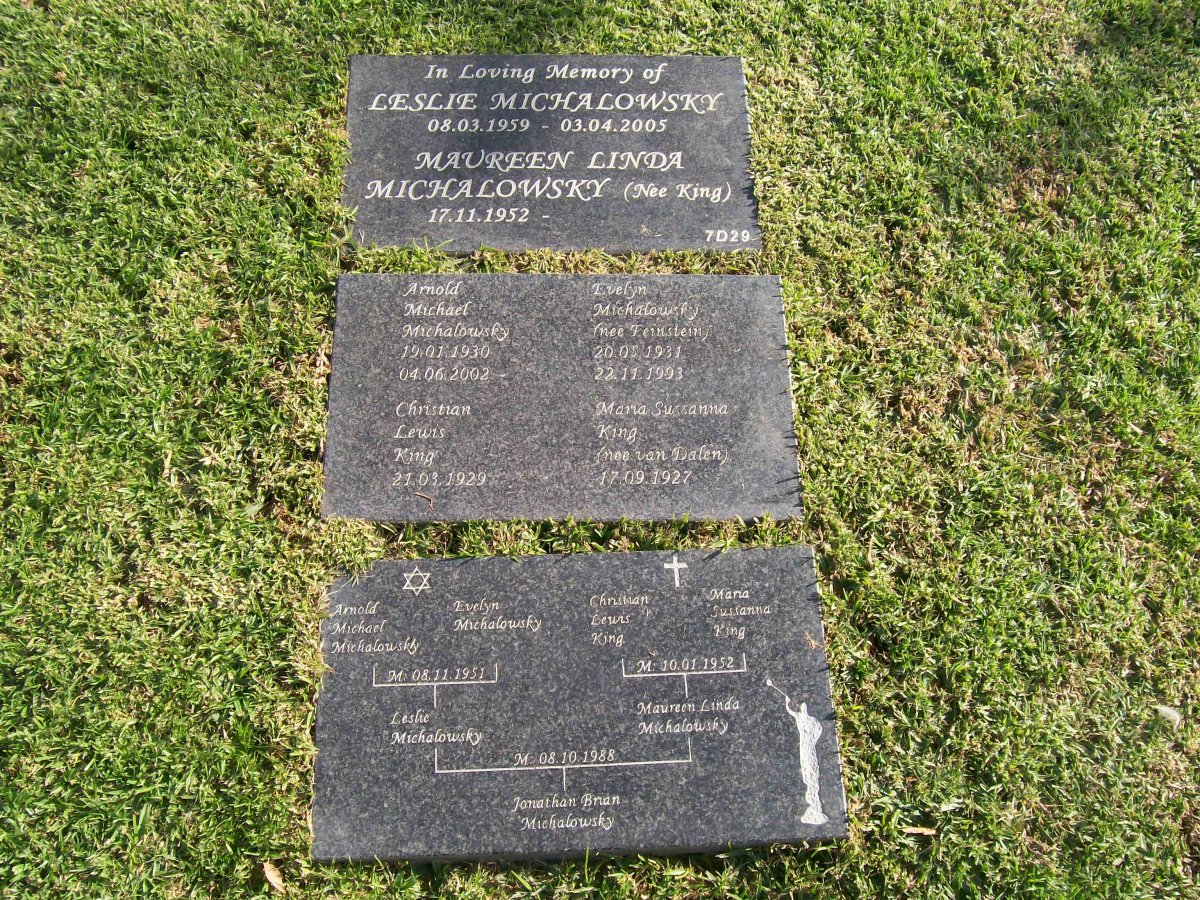 In Loving Memory of
LESLIE MICHALOWSKY
08.03.1959 - 03.04.2005
MAUREEN LINDA
MICHALOWSKY (Nee King)
17.11.1952 -
7D29
Arnold
Michael
Michalowsky
19.01.1930
04.06.2002
Evelyn
Michalowsky
(nee Feinstein)
20.05.1931
22.11.1993
Christian
Lewis
King
21.03.1929
Maria Sussanna
King
(nee van Dalen)
17.09.1927
Arnold
Michael
Michalowsky
Evelyn
Michalowsky
Christian
Lewis
King
Maria
Sussanna
King
M: 08.11.1951
M: 10.01.1952
Leslie
Michalowsky
Maureen Linda
Michalowsky
M: 08.10.1988
Jonathan Brian
Michalowsky